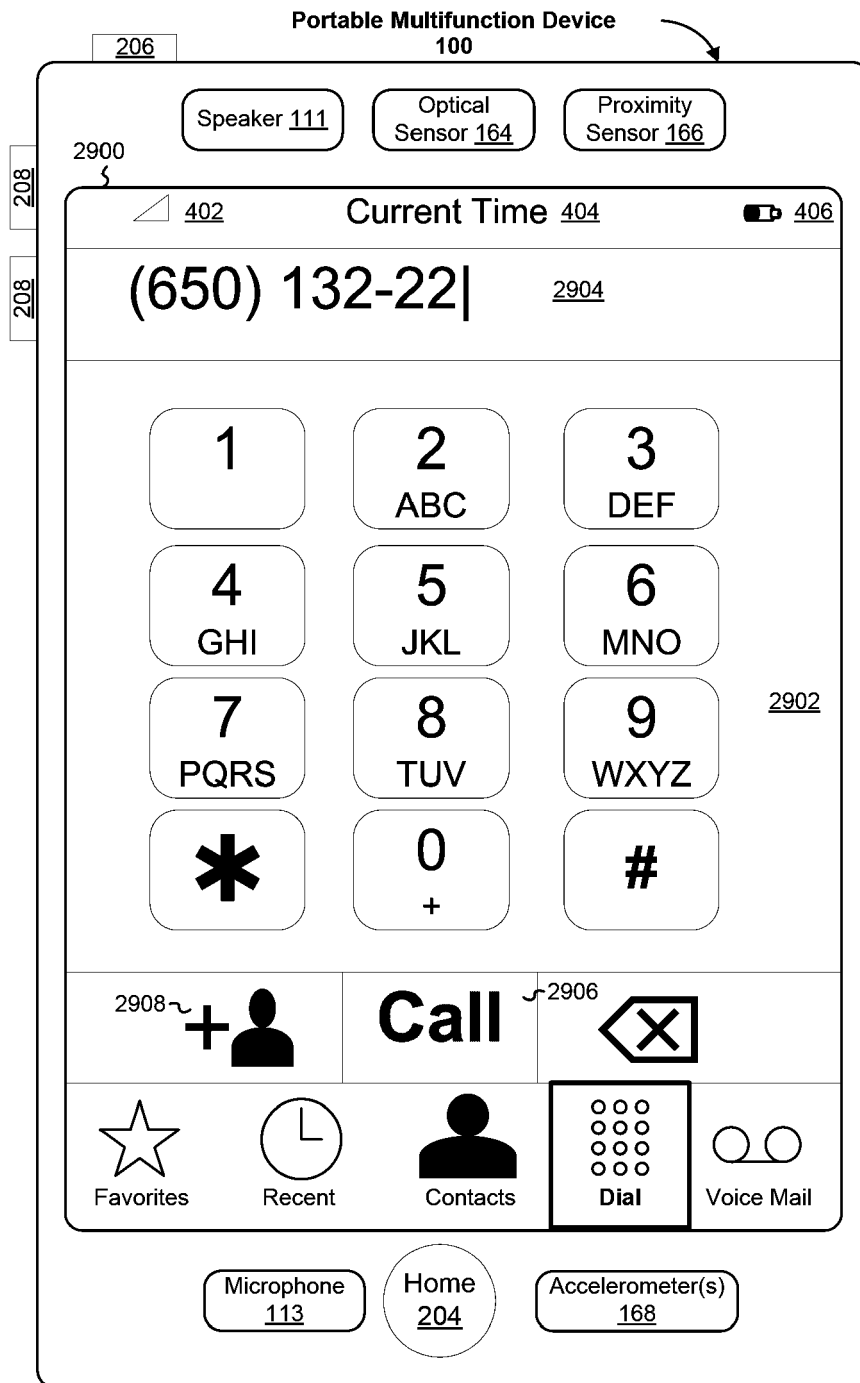 Portable Multifunction Device
100
206
Speaker 111
Optical
Sensor 164
Proximity
Sensor 166
2900
208
402
Current Time 404
406
208
(650) 132-22|
2904
1
2
ABC
3
DEF
4
GHI
5
JKL
6
MNO
7
PQRS
8
TUV
9
WXYZ
2902
*
0
+
#
2908
+
Call
2906
Favorites
Recent
Contacts
Dial
Voice Mail
Microphone
113
Home
204
Accelerometer(s)
168